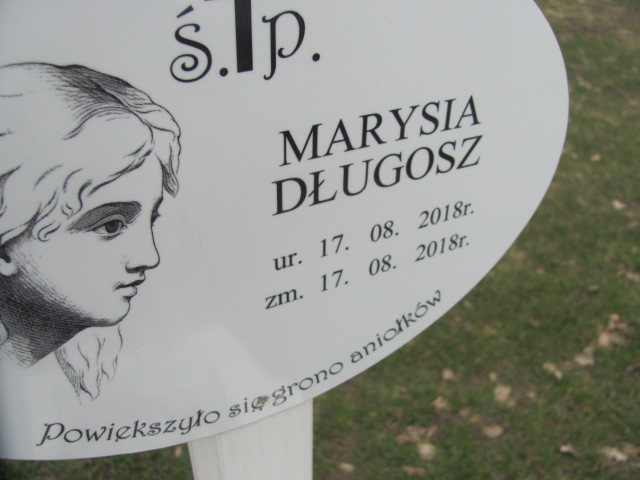 ś. p.
MARYSIA
DŁUGOSZ
ur. 17. 08. 2018r.
zm. 17. 08. 2018r.
Powiększyło się grono aniołków